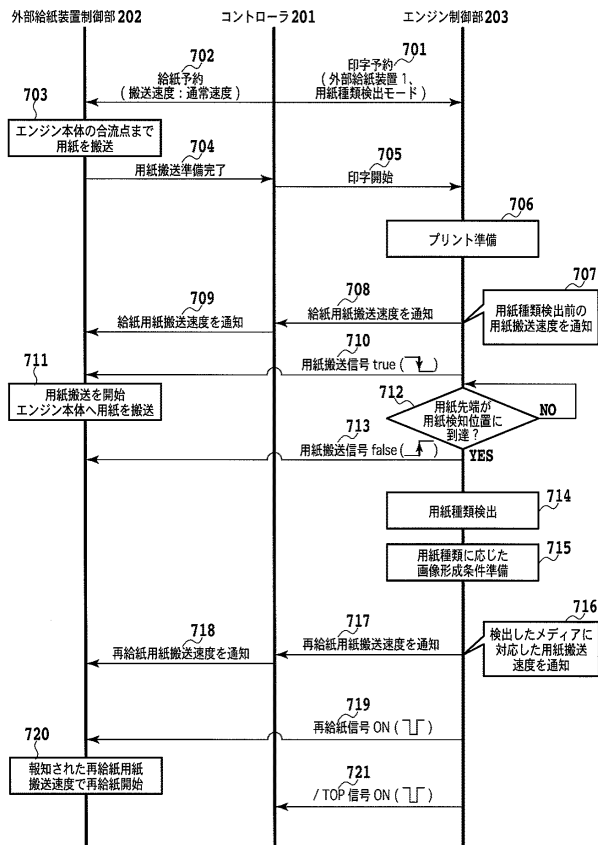 外部給紙装置制御部202
コントローラ201
エンジン制御部203
702
給紙予約
(搬送速度:通常速度)
701
印字予約
(外部給紙装置1、
用紙種類検出モード)
703
エンジン本体の合流点まで
用紙を搬送
704
用紙搬送準備完了
705
印字開始
706
プリント準備
707
用紙種類検出前の
用紙搬送速度を通知
708
給紙用紙搬送速度を通知
709
給紙用紙搬送速度を通知
710
用紙搬送信号 true ( )
711
用紙搬送を開始
エンジン本体へ用紙を搬送
712
用紙先端が
用紙検知位置に
到達?
NO
YES
713
用紙搬送信号 false ( )
714
用紙種類検出
715
用紙種類に応じた
画像形成条件準備
716
検出したメディアに
対応した用紙搬送
速度を通知
717
再給紙用紙搬送速度を通知
718
再給紙用紙搬送速度を通知
719
再給紙信号 ON ( )
720
報知された再給紙用紙
搬送速度で再給紙開始
721
/ TOP 信号 ON ( )